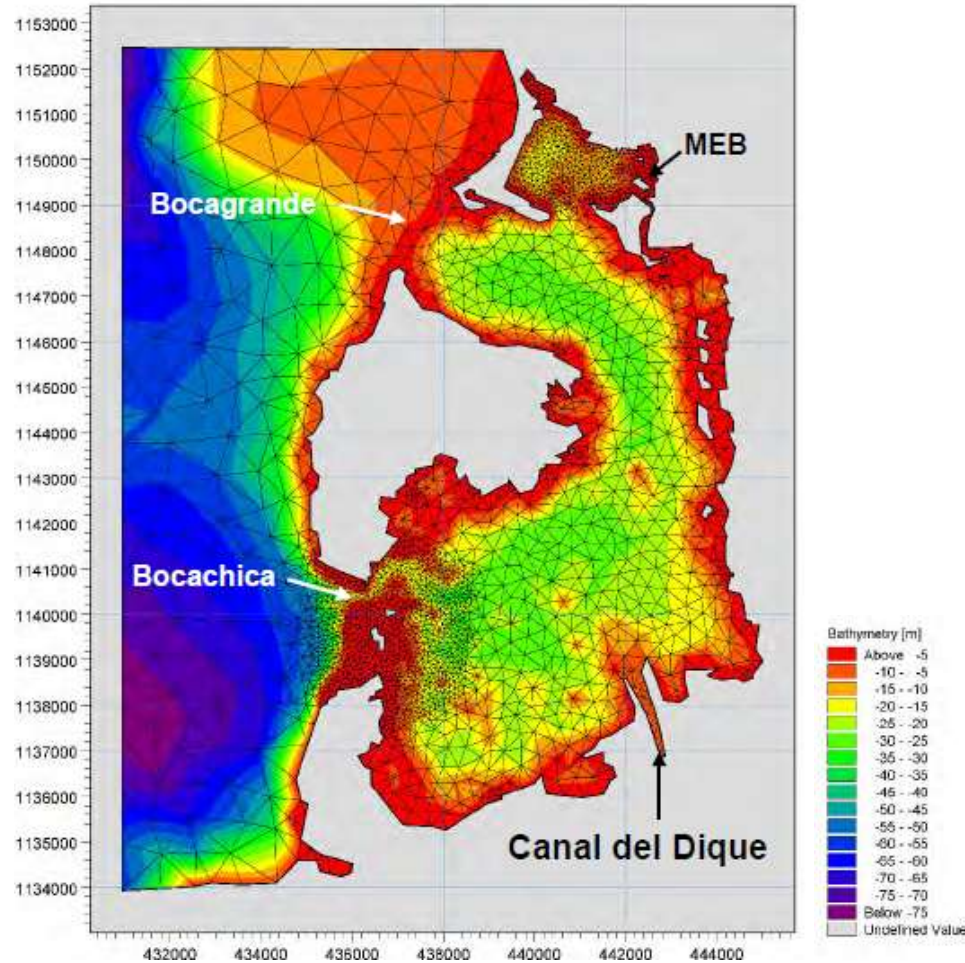 1153000
1152000
1151000
1150000
1149000
1148000
1147000
1146000
1145000
1144000
1143000
1142000
1141000
1140000
1139000
1138000
1137000
1136000
1135000
1134000
MEB
Bocagrande
Bocachica
Canal del Dique
Bathymetry [m]
Above -5
-10 - -5
-15 - -10
-20 - -15
-25 - -20
-30 - -25
-35 - -30
-40 - -35
-45 - -40
-50 - -45
-55 - -50
-60 - -55
-65 - -60
-70 - -65
-75 - -70
Below -75
Undefined Value
432000 434000 436000 438000 440000 442000 444000